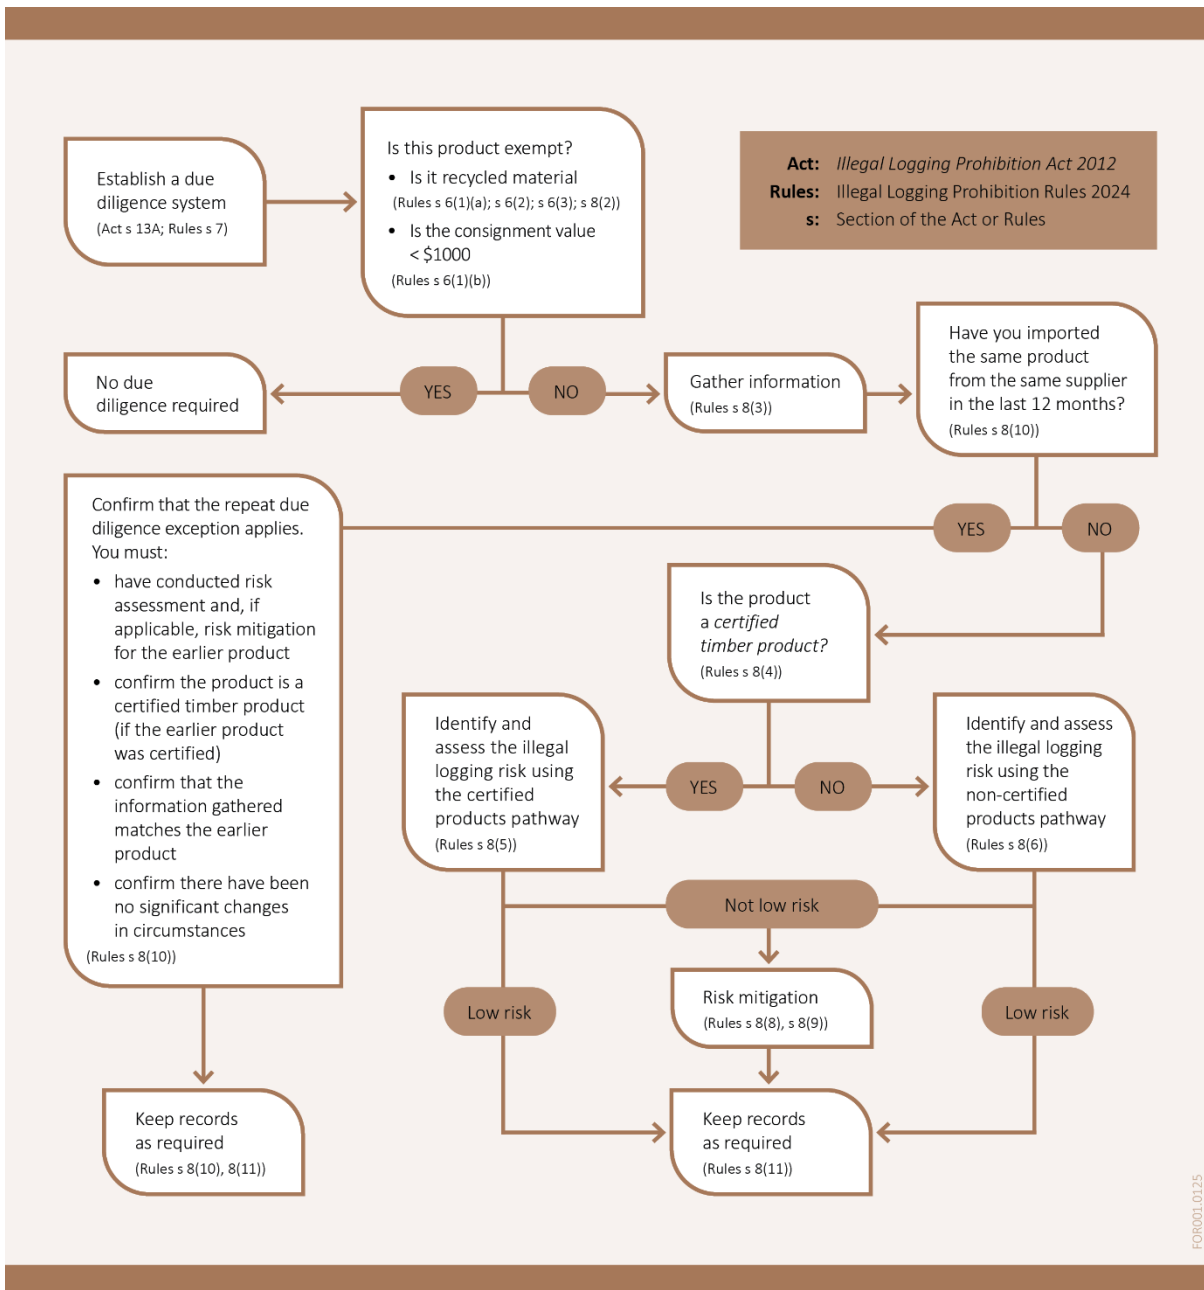 Establish a due
diligence system
(Act s 13A; Rules s 7)
Is this product exempt?
• Is it recycled material
(Rules s 6(1)(a); s 6(2); s 6(3); s 8(2))
• Is the consignment value
< $1000
(Rules s 6(1)(b))
Act: Illegal Logging Prohibition Act 2012
Rules: Illegal Logging Prohibition Rules 2024
s: Section of the Act or Rules
No due
diligence required
YES
NO
Gather information
(Rules s 8(3))
Have you imported
the same product
from the same supplier
in the last 12 months?
(Rules s 8(10))
YES
NO
Confirm that the repeat due
diligence exception applies.
You must:
• have conducted risk
assessment and, if
applicable, risk mitigation
for the earlier product
• confirm the product is a
certified timber product
(if the earlier product
was certified)
• confirm that the
information gathered
matches the earlier
product
• confirm there have been
no significant changes
in circumstances
(Rules s 8(10))
Keep records
as required
(Rules s 8(10), 8(11))
Is the product
a certified
timber product?
(Rules s 8(4))
Identify and
assess the illegal
logging risk using
the certified
products pathway
(Rules s 8(5))
YES
NO
Identify and assess
the illegal logging
risk using the
non-certified
products pathway
(Rules s 8(6))
Not low risk
Low risk
Risk mitigation
(Rules s 8(8), s 8(9))
Low risk
Keep records
as required
(Rules s 8(11))
FOR001.0125